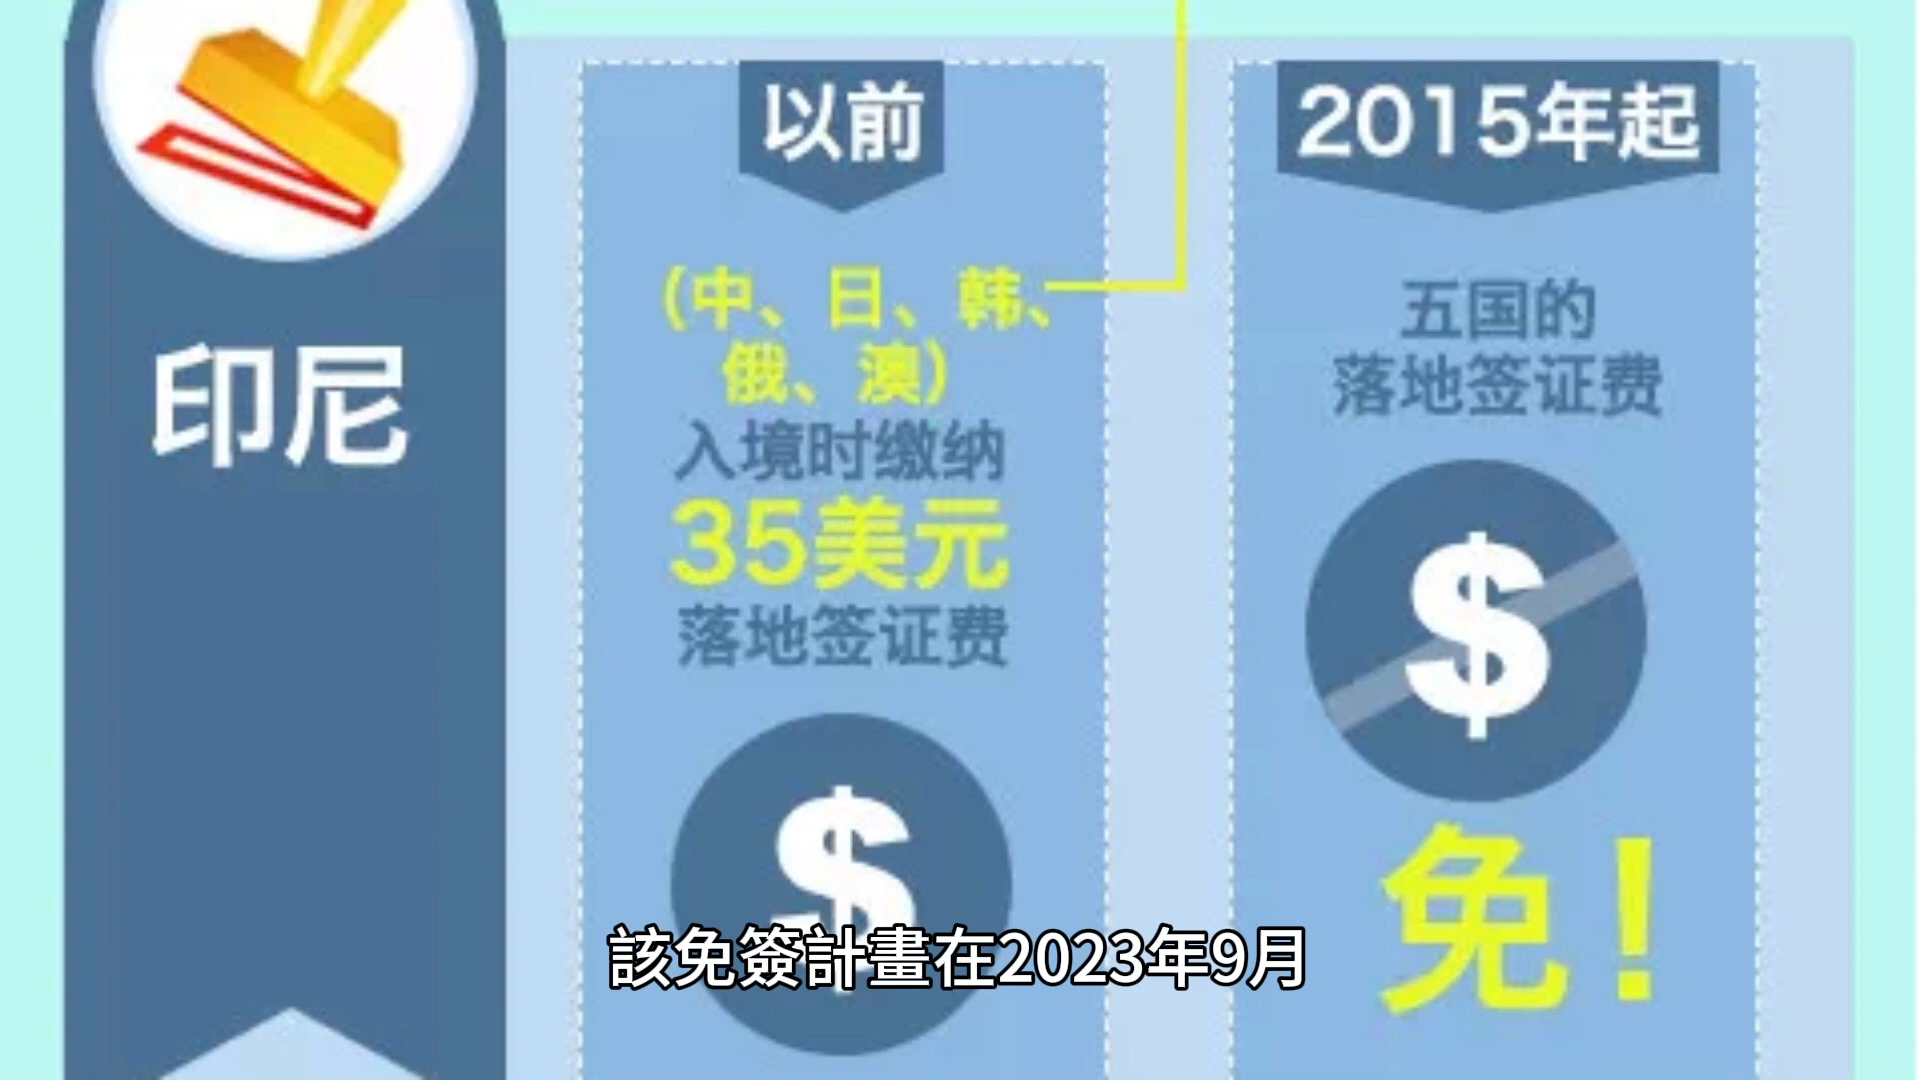 印尼
以前
（中、日、韩、
俄、澳）
入境时缴纳
35美元
落地签证费
$
2015年起
五国的
落地签证费
$
免！
該免簽計畫在2023年9月